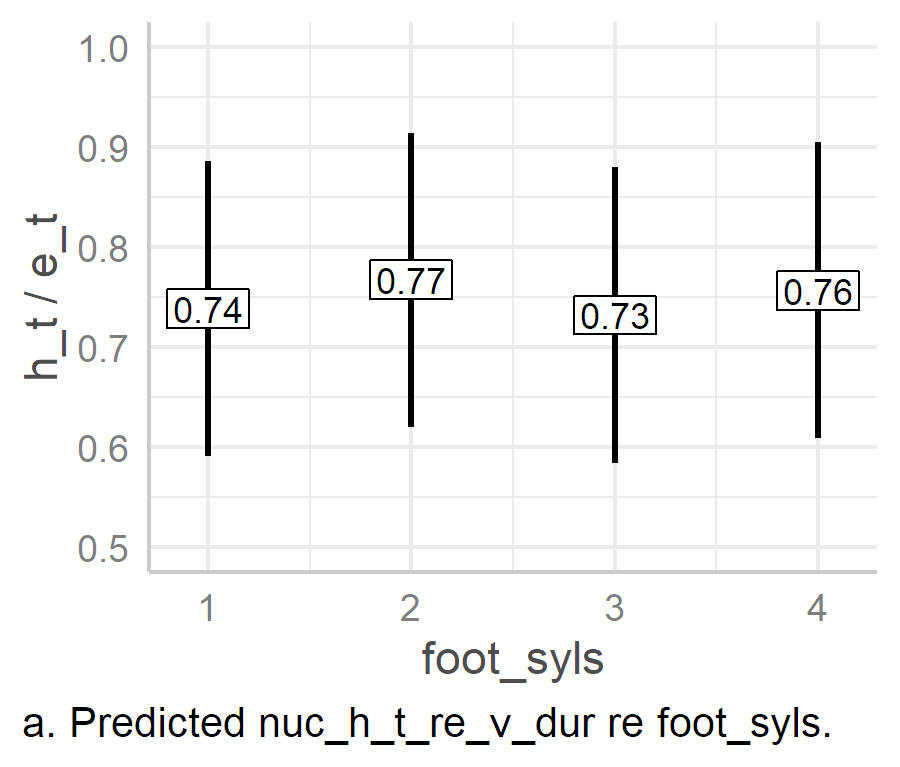 1.0
0.9
0.8
0.7
0.6
0.5
h_t / e_t
0.74
0.77
0.73
0.76
1 2 3 4
foot_syls
a. Predicted nuc_h_t_re_v_dur re foot_syls.